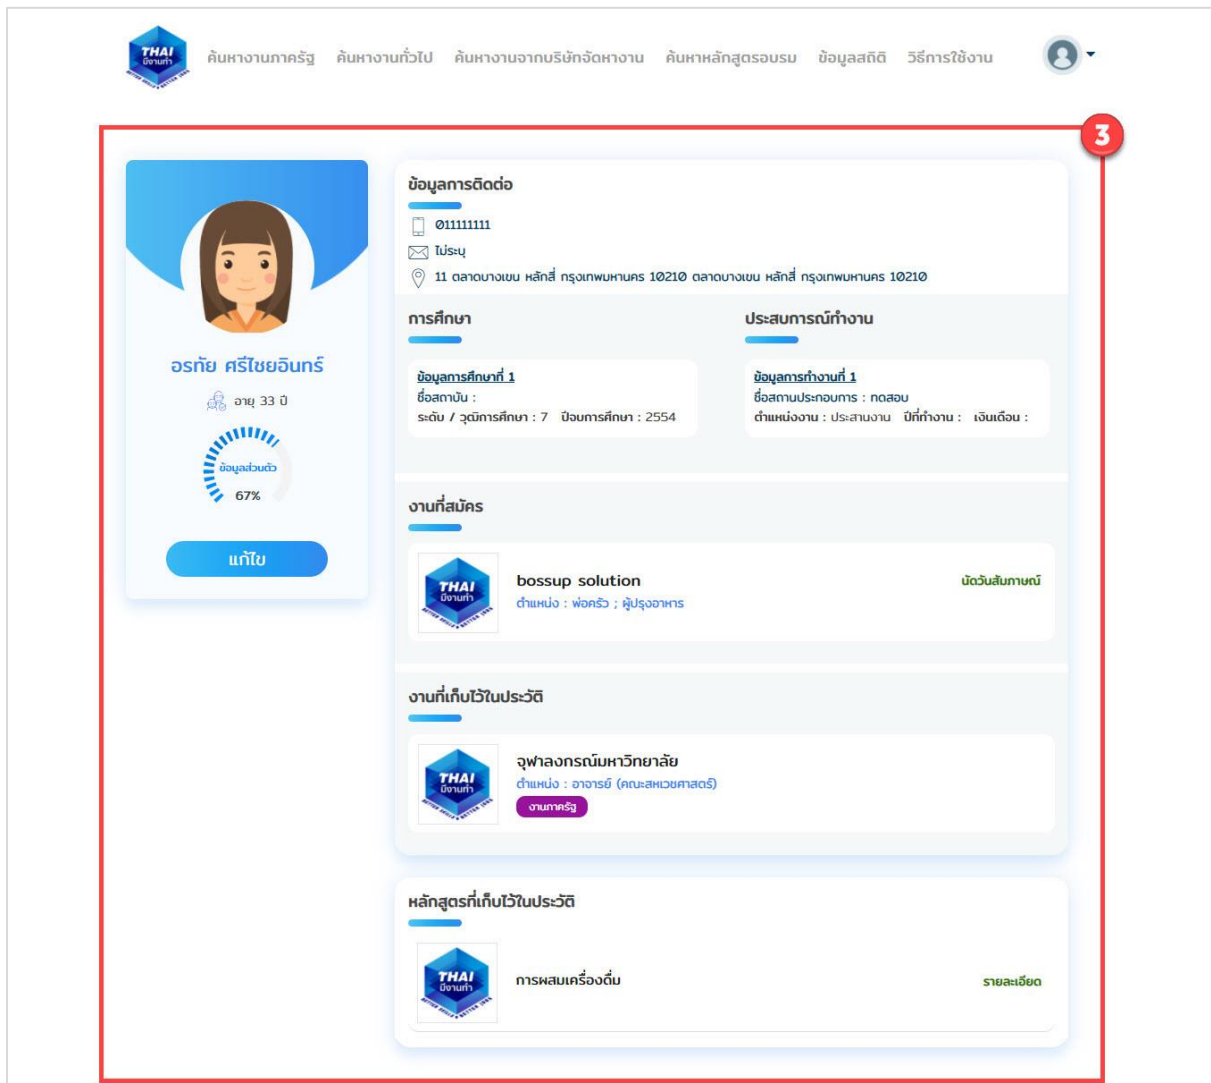 THAI
มีงานทำ
BETTER SKILLS • BETTER JOBS
ค้นหางานภาครัฐ ค้นหางานทั่วไป ค้นหางานจากบริษัทจัดหางาน ค้นหาหลักสูตรอบรม ข้อมูลสถิติ วิธีการใช้งาน
3
ข้อมูลการติดต่อ
011111111
ไม่ระบุ
11 ตลาดบางเขน หลักสี่ กรุงเทพมหานคร 10210 ตลาดบางเขน หลักสี่ กรุงเทพมหานคร 10210
อรทัย ศรีไชยอินทร์
อายุ 33 ปี
ข้อมูลส่วนตัว
67%
แก้ไข
การศึกษา
ข้อมูลการศึกษาที่ 1
ชื่อสถาบัน :
ระดับ / วุฒิการศึกษา : 7 ปีจบการศึกษา : 2554
ประสบการณ์ทำงาน
ข้อมูลการทำงานที่ 1
ชื่อสถานประกอบการ : ทดสอบ
ตำแหน่งงาน : ประสานงาน ปีที่ทำงาน : เงินเดือน :
งานที่สมัคร
THAI
มีงานทำ
BETTER SKILLS • BETTER JOBS
bossup solution
ตำแหน่ง : พ่อครัว ; ผู้ปรุงอาหาร
นัดวันสัมภาษณ์
งานที่เก็บไว้ในประวัติ
THAI
มีงานทำ
BETTER SKILLS • BETTER JOBS
จุฬาลงกรณ์มหาวิทยาลัย
ตำแหน่ง : อาจารย์ (คณะสหเวชศาสตร์)
งานภาครัฐ
หลักสูตรที่เก็บไว้ในประวัติ
THAI
มีงานทำ
BETTER SKILLS • BETTER JOBS
การผสมเครื่องดื่ม
รายละเอียด